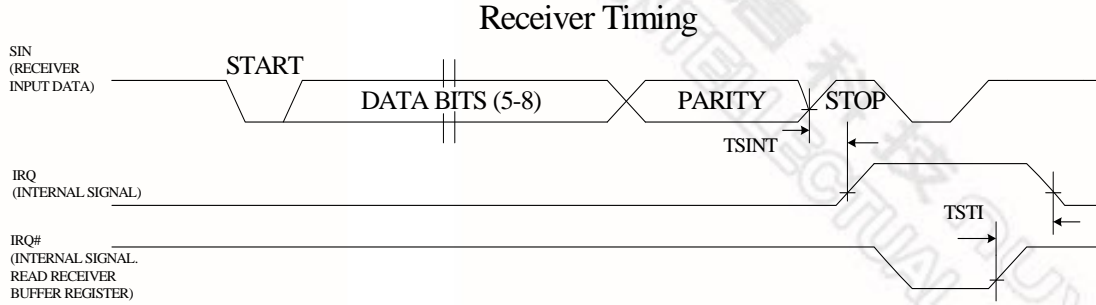 Receiver Timing
SIN
(RECEIVER
INPUT DATA)
START
DATA BITS (5-8)
PARITY
STOP
TSINT
IRQ
(INTERNAL SIGNAL)
TSTI
IRQ#
(INTERNAL SIGNAL.
READ RECEIVER
BUFFER REGISTER)